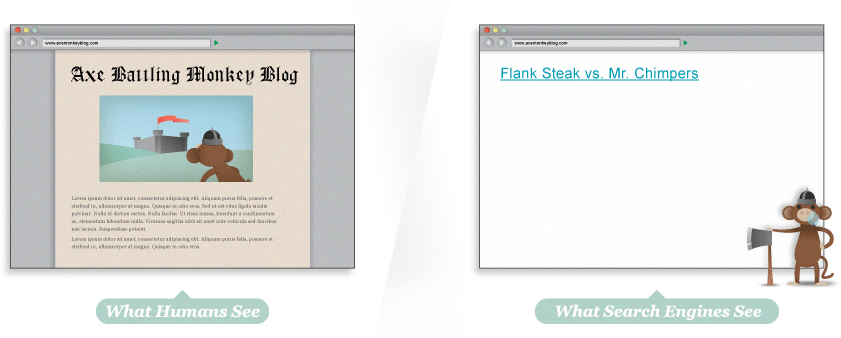 www.axemonkeyblog.com
Axe Battling Monkey Blog
Lorem ipsum dolor sit amet, consectetur adipiscing elit. Aliquam purus felis, posuere et
eleifend in, ullamcorper at magna. Quisque in odio eros. Sed ut est vitae ligula iaculis
pulvinar. Nulla id dictum metus. Nulla facilisi. Ut risus massa, tincidunt a condimentum
in, elementum bibendum nulla. Vivamus sagittis nibh sit amet ante vehicula sed faucibus
nisi lacinia. Suspendisse potenti.
Lorem ipsum dolor sit amet, consectetur adipiscing elit. Aliquam purus felis, posuere et
eleifend in, ullamcorper at magna. Quisque in odio eros.
What Humans See
www.axemonkeyblog.com
Flank Steak vs. Mr. Chimpers
What Search Engines See